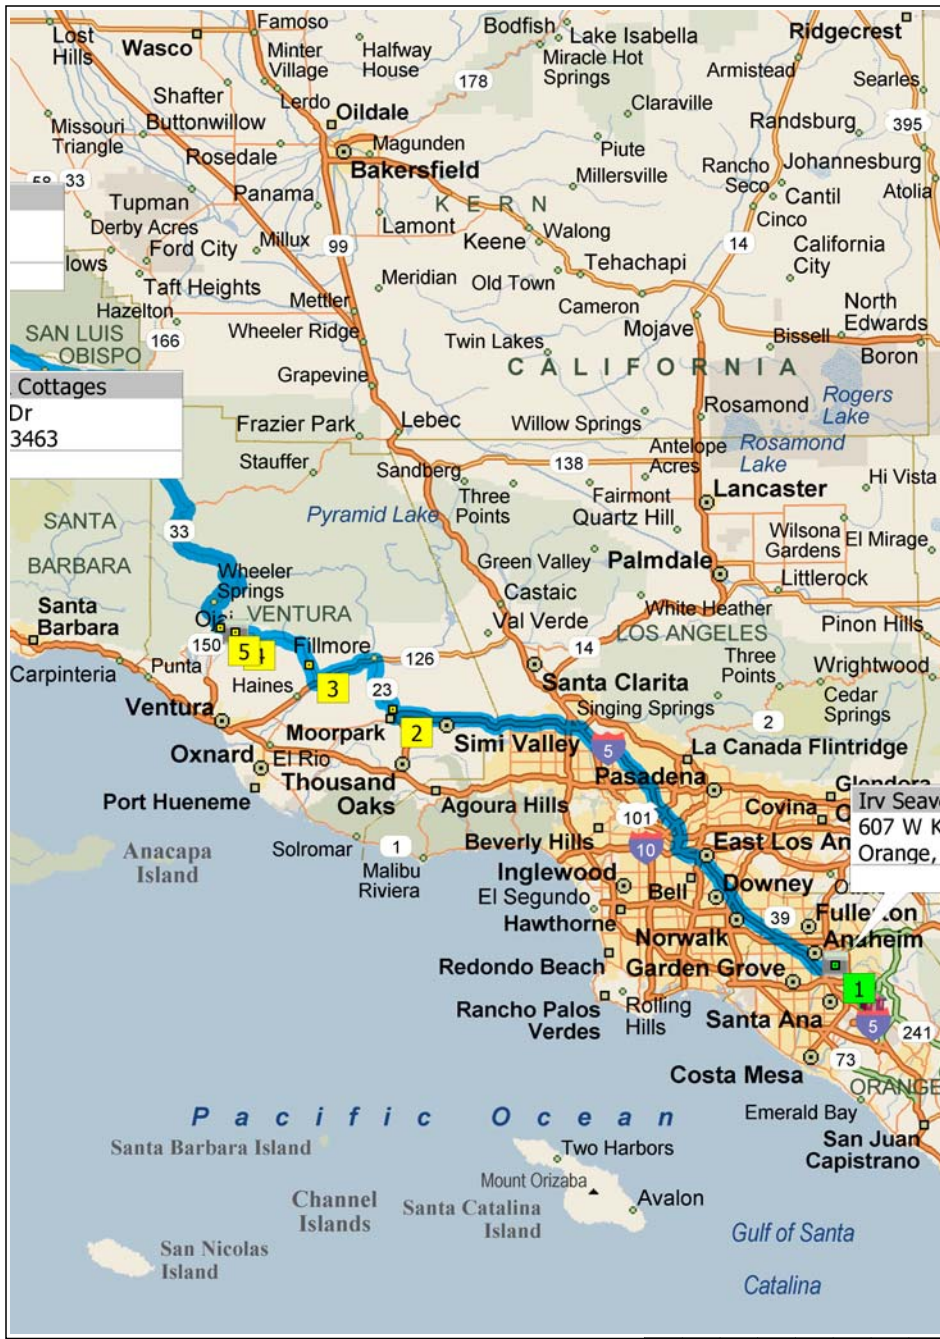 Lost
Hills
Wasco
Famoso
Bodfish
Lake Isabella
Ridgecrest
Minter
Village
Halfway
House
Miracle Hot
Springs
Armistead
Searles
178
Shafter
Lerdo
Claraville
395
Missouri
Triangle
Buttonwillow
Oildale
Randsburg
Rosedale
Magunden
Piute
Johannesburg
Bakersfield
Millersville
Rancho
Seco
58
33
Panama
Cantil
Atolia
Tupman
KERN
Cinco
Derby Acres
Lamont
Walong
Keene
14
California
City
lows
Ford City
Millux
99
Taft Heights
Meridian
Old Town
Tehachapi
Hazelton
Mettler
Cameron
North
Edwards
SAN LUIS
OBISPO
166
Wheeler Ridge
Twin Lakes
Mojave
Bissell
Boron
CALIFORNIA
Grapevine
Cottages
Dr
3463
Rogers
Lake
Rosamond
Frazier Park
Lebec
Willow Springs
Rosamond
Lake
Stauffer
Sandberg
138
Antelope
Acres
Hi Vista
Three
Points
Fairmont
Lancaster
33
Pyramid Lake
Quartz Hill
SANTA
BARBARA
Wilsona
Gardens
El Mirage
Green Valley
Palmdale
Wheeler
Springs
Castaic
Littlerock
Santa
Barbara
VENTURA
Val Verde
White Heather
Pinon Hills
LOS ANGELES
150
5
4
Fillmore
126
14
Three
Points
Wrightwood
Carpinteria
Punta
Haines
3
23
Santa Clarita
Cedar
Springs
Ventura
Moorpark
2
Singing Springs
2
Simi Valley
5
La Canada Flintridge
Oxnard
El Rio
Thousand
Oaks
Pasadena
Glendora
Port Hueneme
Agoura Hills
101
Covina
Irv Seav
607 W K
Orange,
Beverly Hills
10
East Los An
Anacapa
Island
Solromar
1
Malibu
Riviera
Inglewood
Bell
Downey
El Segundo
39
Fullerton
Hawthorne
Norwalk
Anaheim
Redondo Beach
Garden Grove
1
Rancho Palos
Verdes
Rolling
Hills
Santa Ana
5
241
Costa Mesa
73
ORANGE
Pacific Ocean
Emerald Bay
Santa Barbara Island
Two Harbors
San Juan
Capistrano
Mount Orizaba
Channel
Islands
Santa Catalina
Island
Avalon
Gulf of Santa
Catalina
San Nicolas
Island